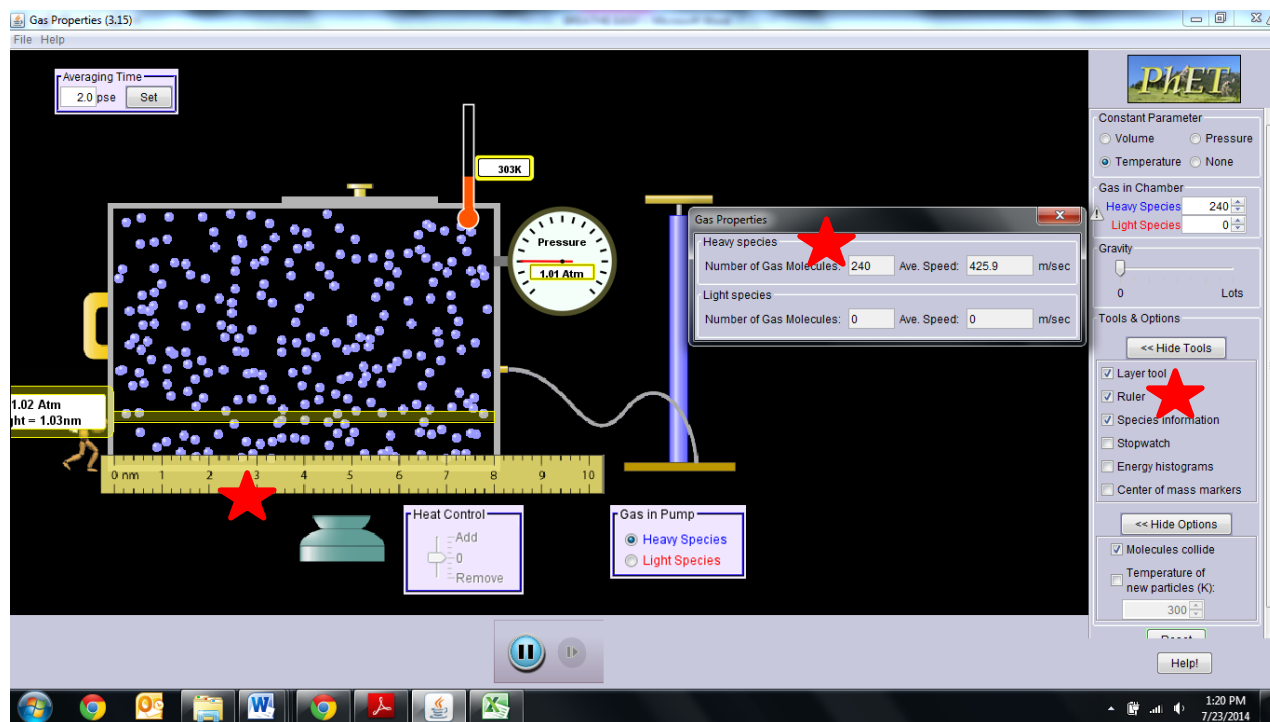 Gas Properties (3.15)
File Help
Averaging Time
2.0 pse Set
303K
Pressure
1.01 Atm
1.02 Atm
ght = 1.03nm
0 nm 1 2 3 4 5 6 7 8 9 10
Heat Control
Add
0
Remove
Gas in Pump
Heavy Species
Light Species
Gas Properties
Heavy species
Number of Gas Molecules: 240 Ave. Speed: 425.9 m/sec
Light species
Number of Gas Molecules: 0 Ave. Speed: 0 m/sec
PhET
Constant Parameter
Volume Pressure
Temperature None
Gas in Chamber
Heavy Species 240
Light Species 0
Gravity
0 Lots
Tools & Options
<< Hide Tools
Layer tool
Ruler
Species information
Stopwatch
Energy histograms
Center of mass markers
<< Hide Options
Molecules collide
Temperature of
new particles (K):
300
Reset
Help!
1:20 PM
7/23/2014